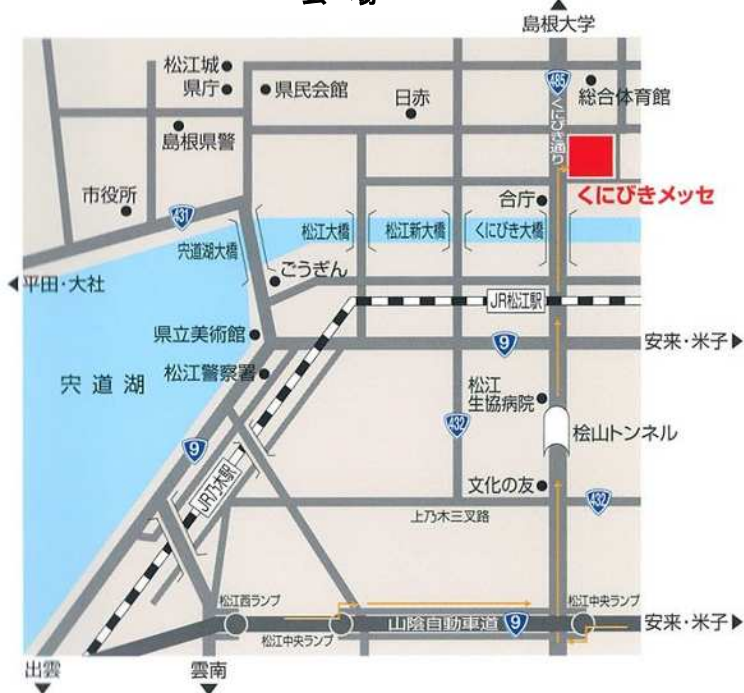 会場
島根大学
松江城
県庁
県民会館
日赤
485
総合体育館
島根県警
くにびき通り
市役所
合庁
くにびきメッセ
431
宍道湖大橋
松江大橋
松江新大橋
くにびき大橋
平田・大社
ごうぎん
JR松江駅
県立美術館
9
安来・米子
宍道湖
松江警察署
松江
生協病院
432
桧山トンネル
9
JR乃木駅
文化の友
432
上乃木三叉路
松江西ランプ
松江中央ランプ
松江中央ランプ
山陰自動車道
9
安来・米子
出雲
雲南